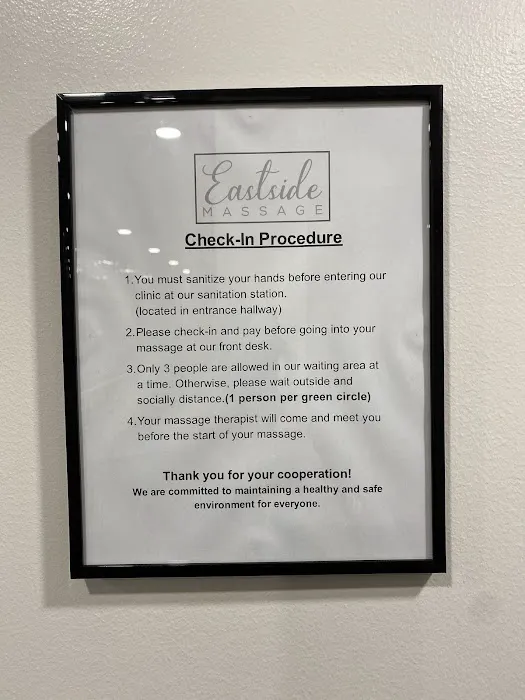 Eastside
MASSAGE
Check-In Procedure
1.You must sanitize your hands before entering our
clinic at our sanitation station.
(located in entrance hallway)
2.Please check-in and pay before going into your
massage at our front desk.
3.Only 3 people are allowed in our waiting area at
a time. Otherwise, please wait outside and
socially distance.(1 person per green circle)
4.Your massage therapist will come and meet you
before the start of your massage.
Thank you for your cooperation!
We are committed to maintaining a healthy and safe
environment for everyone.